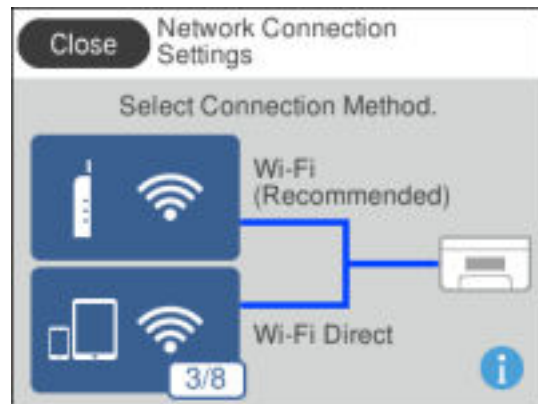 Close
Network Connection
Settings
Select Connection Method.
Wi-Fi
(Recommended)
Wi-Fi Direct
3/8
i